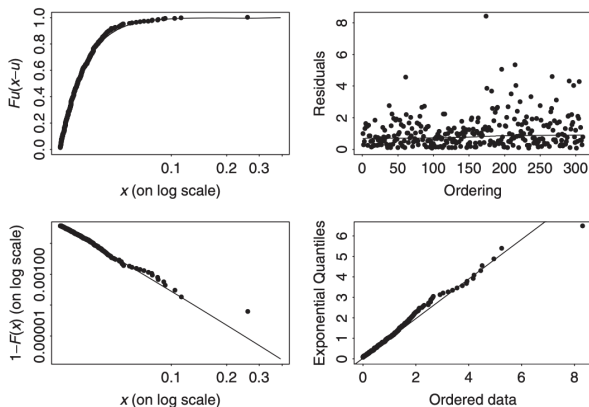 Fu(x−u)
0.0 0.2 0.4 0.6 0.8 1.0
0.1 0.2 0.3
x (on log scale)
Residuals
0 2 4 6 8
0 50 100 150 200 250 300
Ordering
1−F(x) (on log scale)
0.00001 0.00100
0.1 0.2 0.3
x (on log scale)
Exponential Quantiles
0 1 2 3 4 5 6
0 2 4 6 8
Ordered data